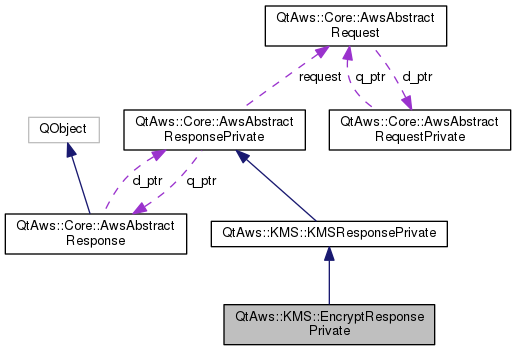 QtAws::Core::AwsAbstract
Request
request
q_ptr
d_ptr
QObject
QtAws::Core::AwsAbstract
ResponsePrivate
QtAws::Core::AwsAbstract
RequestPrivate
d_ptr
q_ptr
QtAws::Core::AwsAbstract
Response
QtAws::KMS::KMSResponsePrivate
QtAws::KMS::EncryptResponse
Private